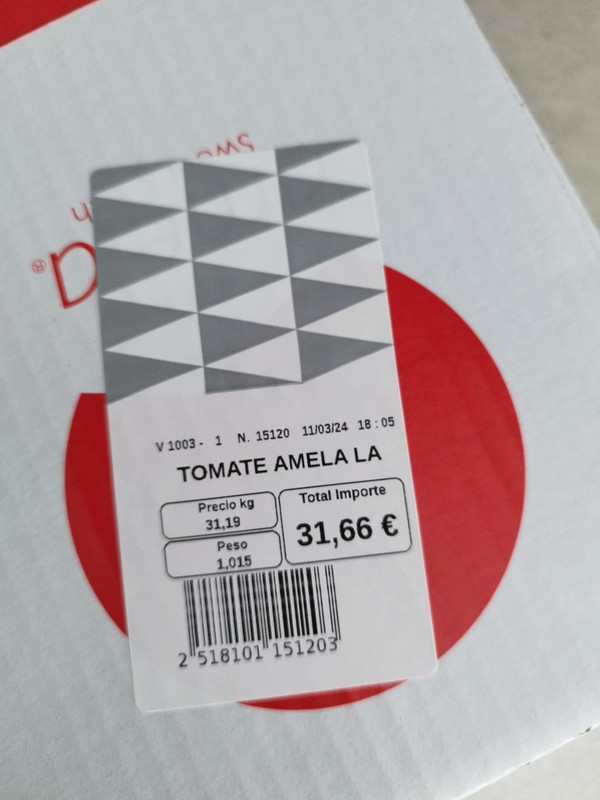 V 1003 - 1 N. 15120 11/03/24 18:05
TOMATE AMELA LA
Precio kg
31,19
Peso
1,015
Total Importe
31,66 €
2 518101 151203